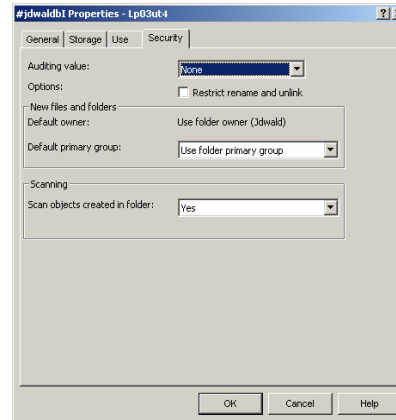 #jdwaldbI Properties - Lp03ut4
General Storage Use Security
Auditing value: None
Options: Restrict rename and unlink
New files and folders
Default owner: Use folder owner (Jdwald)
Default primary group: Use folder primary group
Scanning
Scan objects created in folder: Yes
OK Cancel Help